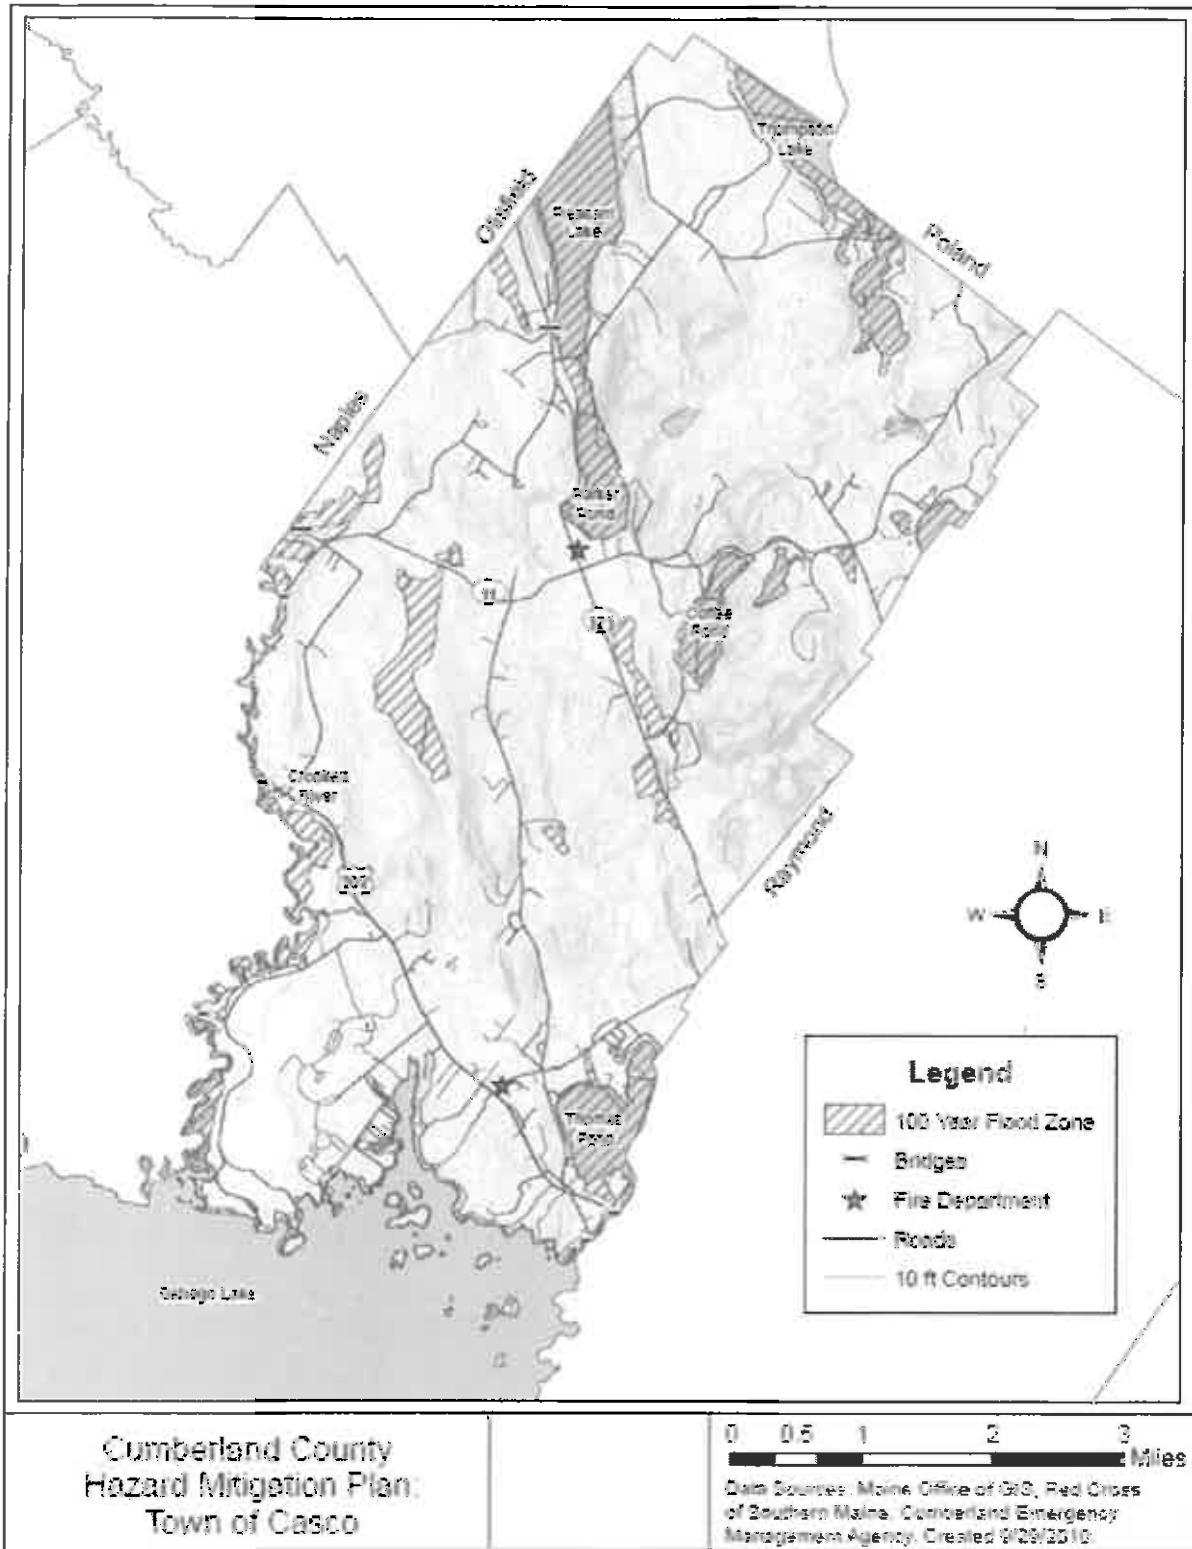 Thompson
Lake
Otisfield
Pleasant
Lake
Poland
Naples
Parker
Pond
11
121
Coffee
Pond
Crooked
River
302
Raymond
N
W
E
S
Legend
100 Year Flood Zone
Bridges
Fire Department
Roads
10 ft Contours
Thomas
Pond
Sebago Lake
Cumberland County
Hazard Mitigation Plan:
Town of Casco
0 0.5 1 2 3
Miles
Data Sources: Maine Office of GIS, Red Cross
of Southern Maine, Cumberland Emergency
Management Agency. Created 9/29/2010